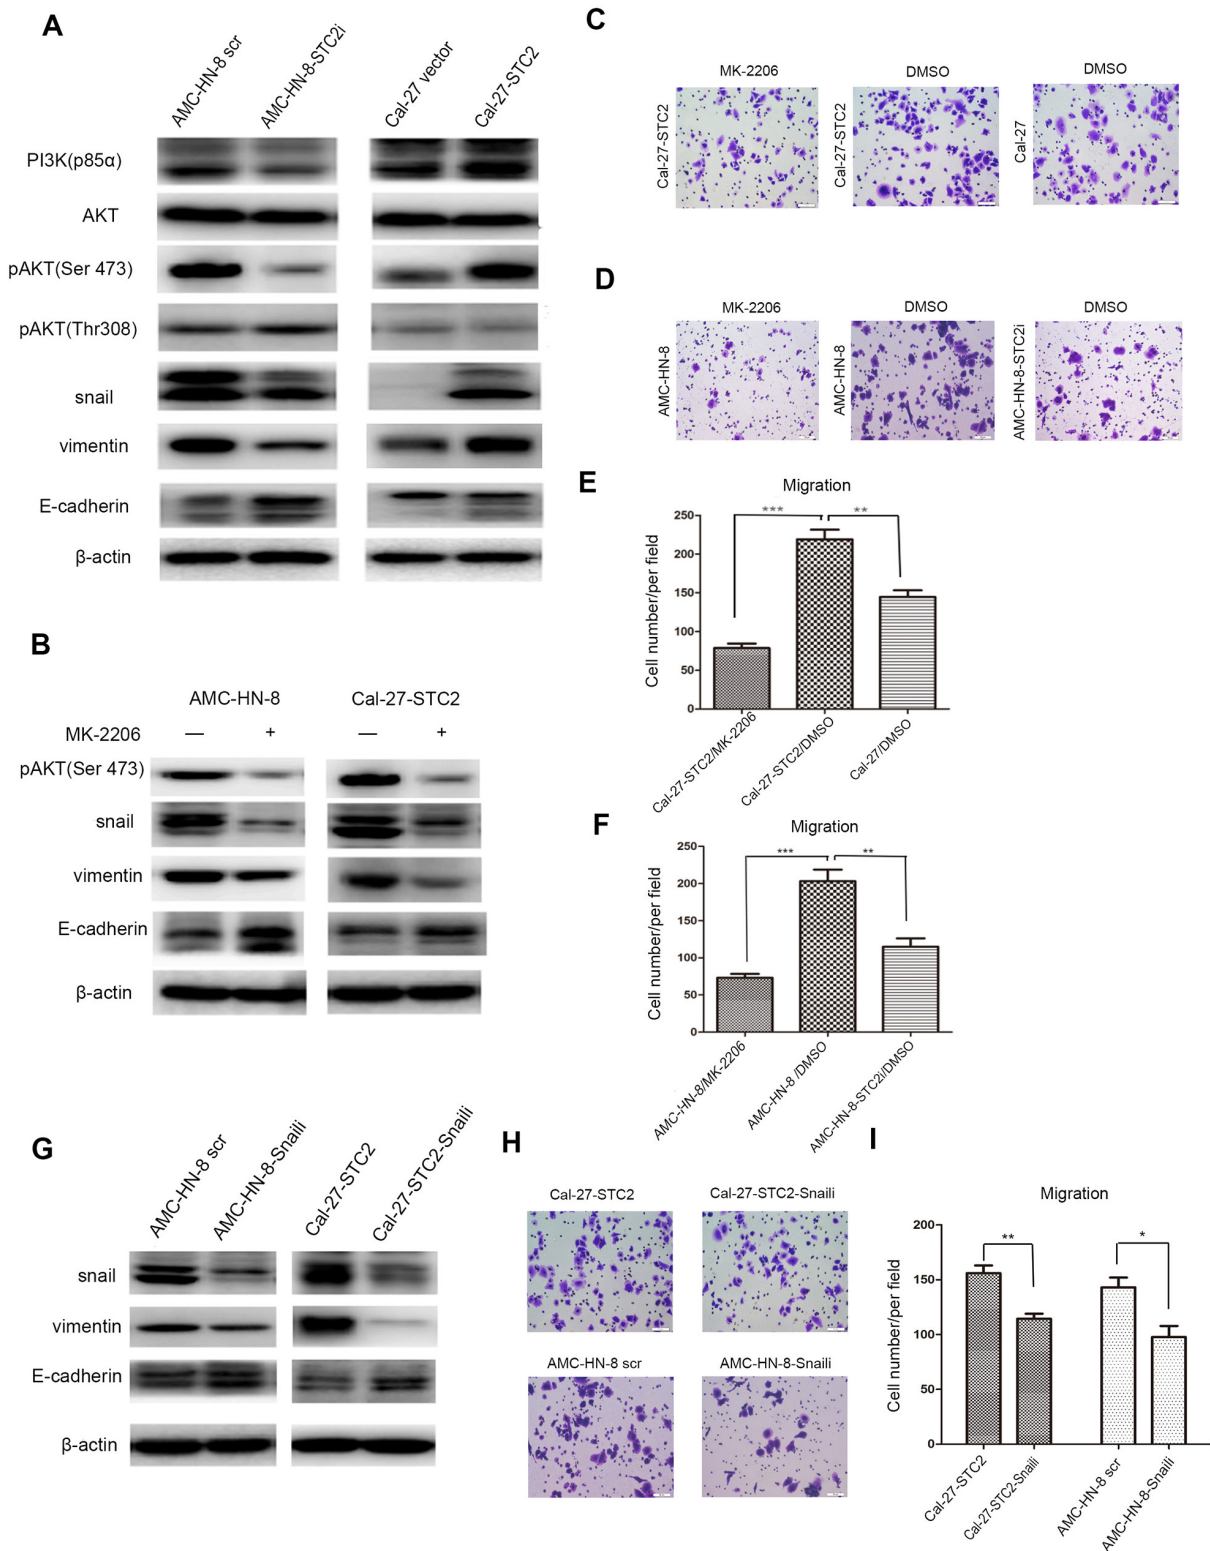 A
AMC-HN-8 scr
AMC-HN-8-STC2i
Cal-27 vector
Cal-27-STC2
PI3K(p85α)
AKT
pAKT(Ser 473)
pAKT(Thr308)
snail
vimentin
E-cadherin
β-actin
B
AMC-HN-8
Cal-27-STC2
MK-2206
— + — +
pAKT(Ser 473)
snail
vimentin
E-cadherin
β-actin
C
MK-2206
DMSO
DMSO
Cal-27-STC2
Cal-27-STC2
Cal-27
D
MK-2206
DMSO
DMSO
AMC-HN-8
AMC-HN-8
AMC-HN-8-STC2i
E
Migration
Cell number/per field
250
200
150
100
50
0
***
**
Cal-27-STC2/MK-2206
Cal-27-STC2/DMSO
Cal-27/DMSO
F
Migration
Cell number/per field
250
200
150
100
50
0
***
**
AMC-HN-8/MK-2206
AMC-HN-8 /DMSO
AMC-HN-8-STC2i/DMSO
G
AMC-HN-8 scr
AMC-HN-8-Snaili
Cal-27-STC2
Cal-27-STC2-Snaili
snail
vimentin
E-cadherin
β-actin
H
Cal-27-STC2
Cal-27-STC2-Snaili
AMC-HN-8 scr
AMC-HN-8-Snaili
I
Migration
Cell number/per field
200
150
100
50
0
**
*
Cal-27-STC2
Cal-27-STC2-Snaili
AMC-HN-8 scr
AMC-HN-8-Snaili